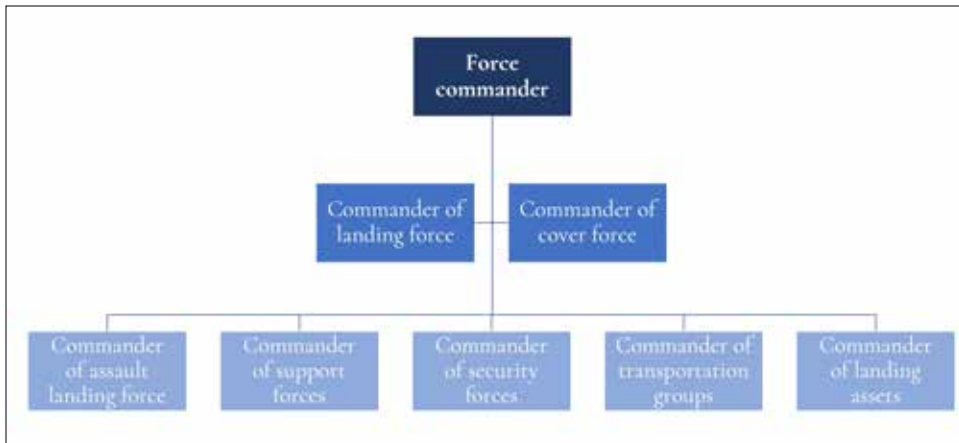 Force
commander
Commander of
landing force
Commander of
cover force
Commander
of assault
landing force
Commander
of support
forces
Commander
of security
forces
Commander of
transportation
groups
Commander
of landing
assets